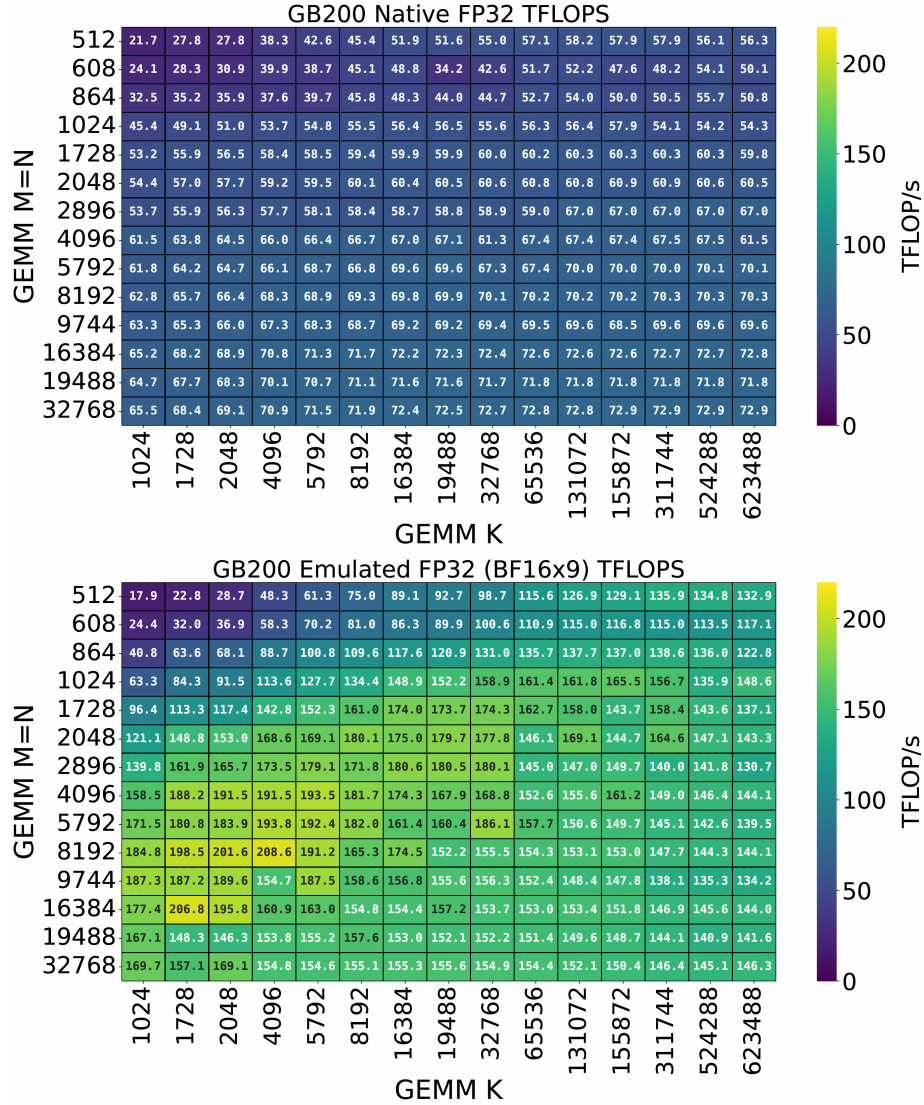 GB200 Native FP32 TFLOPS
512 21.7 27.8 27.8 38.3 42.6 45.4 51.9 51.6 55.0 57.1 58.2 57.9 57.9 56.1 56.3
608 24.1 28.3 30.9 39.9 38.7 45.1 48.8 34.2 42.6 51.7 52.2 47.6 48.2 54.1 50.1
864 32.5 35.2 35.9 37.6 39.7 45.8 48.3 44.0 44.7 52.7 54.0 50.0 50.5 55.7 50.8
1024 45.4 49.1 51.0 53.7 54.8 55.5 56.4 56.5 55.6 56.3 56.4 57.9 54.1 54.2 54.3
1728 53.2 55.9 56.5 58.4 58.5 59.4 59.9 59.9 60.0 60.2 60.3 60.3 60.3 60.3 59.8
2048 54.4 57.0 57.7 59.2 59.5 60.1 60.4 60.5 60.6 60.8 60.8 60.9 60.9 60.6 60.5
2896 53.7 55.9 56.3 57.7 58.1 58.4 58.7 58.8 58.9 59.0 67.0 67.0 67.0 67.0 67.0
4096 61.5 63.8 64.5 66.0 66.4 66.7 67.0 67.1 61.3 67.4 67.4 67.4 67.5 67.5 61.5
5792 61.8 64.2 64.7 66.1 68.7 66.8 69.6 69.6 67.3 67.4 70.0 70.0 70.0 70.1 70.1
8192 62.8 65.7 66.4 68.3 68.9 69.3 69.8 69.9 70.1 70.2 70.2 70.2 70.3 70.3 70.3
9744 63.3 65.3 66.0 67.3 68.3 68.7 69.2 69.2 69.4 69.5 69.6 68.5 69.6 69.6 69.6
16384 65.2 68.2 68.9 70.8 71.3 71.7 72.2 72.3 72.4 72.6 72.6 72.6 72.7 72.7 72.8
19488 64.7 67.7 68.3 70.1 70.7 71.1 71.6 71.6 71.7 71.8 71.8 71.8 71.8 71.8 71.8
32768 65.5 68.4 69.1 70.9 71.5 71.9 72.4 72.5 72.7 72.8 72.8 72.9 72.9 72.9 72.9
GEMM M=N
1024 1728 2048 4096 5792 8192 16384 19488 32768 65536 131072 155872 311744 524288 623488
GEMM K
200
150
100
50
0
TFLOP/s
GB200 Emulated FP32 (BF16x9) TFLOPS
512 17.9 22.8 28.7 48.3 61.3 75.0 89.1 92.7 98.7 115.6 126.9 129.1 135.9 134.8 132.9
608 24.4 32.0 36.9 58.3 70.2 81.0 86.3 89.9 100.6 110.9 115.0 116.8 115.0 113.5 117.1
864 40.8 63.6 68.1 88.7 100.8 109.6 117.6 120.9 131.0 135.7 137.7 137.0 138.6 136.0 122.8
1024 63.3 84.3 91.5 113.6 127.7 134.4 148.9 152.2 158.9 161.4 161.8 165.5 156.7 135.9 148.6
1728 96.4 113.3 117.4 142.8 152.3 161.0 174.0 173.7 174.3 162.7 158.0 143.7 158.4 143.6 137.1
2048 121.1 148.8 153.0 168.6 169.1 180.1 175.0 179.7 177.8 146.1 169.1 144.7 164.6 147.1 143.3
2896 139.8 161.9 165.7 173.5 179.1 171.8 180.6 180.5 180.1 145.0 147.0 149.7 140.0 141.8 130.7
4096 158.5 188.2 191.5 191.5 193.5 181.7 174.3 167.9 168.8 152.6 155.6 161.2 149.0 146.4 144.1
5792 171.5 180.8 183.9 193.8 192.4 182.0 161.4 160.4 186.1 157.7 150.6 149.7 145.1 142.6 139.5
8192 184.8 198.5 201.6 208.6 191.2 165.3 174.5 152.2 155.5 154.3 153.1 153.0 147.7 144.3 144.1
9744 187.3 187.2 189.6 154.7 187.5 158.6 156.8 155.6 156.3 152.4 148.4 147.8 138.1 135.3 134.2
16384 177.4 206.8 195.8 160.9 163.0 154.8 154.4 157.2 153.7 153.0 153.4 151.8 146.9 145.6 144.0
19488 167.1 148.3 146.3 153.8 155.2 157.6 153.0 152.1 152.2 151.4 149.6 148.7 144.1 140.9 141.6
32768 169.7 157.1 169.1 154.8 154.6 155.1 155.3 155.6 154.9 154.4 152.1 150.4 146.4 145.1 146.3
GEMM M=N
1024 1728 2048 4096 5792 8192 16384 19488 32768 65536 131072 155872 311744 524288 623488
GEMM K
200
150
100
50
0
TFLOP/s